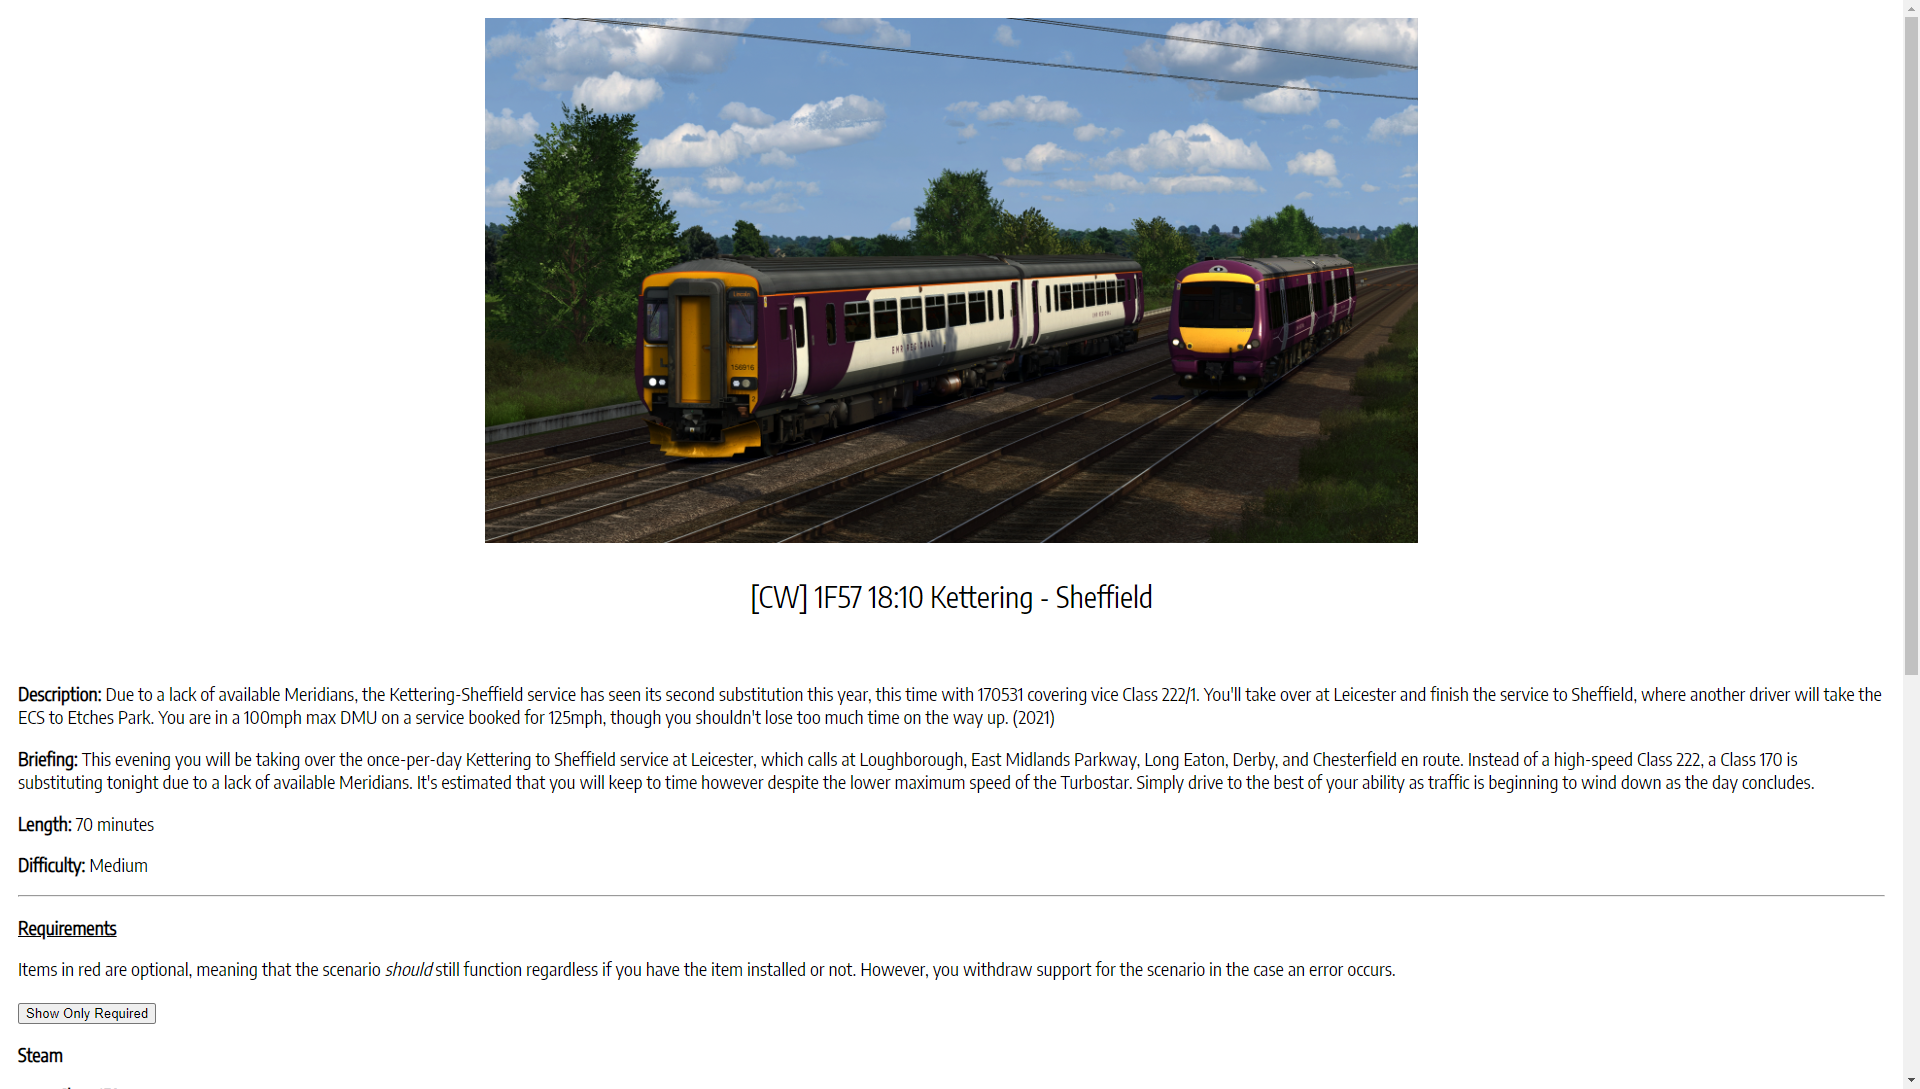 Lincoln
156916
2
EMR REGIONAL
EMR REGIONAL
[CW] 1F57 18:10 Kettering - Sheffield
Description: Due to a lack of available Meridians, the Kettering-Sheffield service has seen its second substitution this year, this time with 170531 covering vice Class 222/1. You'll take over at Leicester and finish the service to Sheffield, where another driver will take the
ECS to Etches Park. You are in a 100mph max DMU on a service booked for 125mph, though you shouldn't lose too much time on the way up. (2021)
Briefing: This evening you will be taking over the once-per-day Kettering to Sheffield service at Leicester, which calls at Loughborough, East Midlands Parkway, Long Eaton, Derby, and Chesterfield en route. Instead of a high-speed Class 222, a Class 170 is
substituting tonight due to a lack of available Meridians. It's estimated that you will keep to time however despite the lower maximum speed of the Turbostar. Simply drive to the best of your ability as traffic is beginning to wind down as the day concludes.
Length: 70 minutes
Difficulty: Medium
Requirements
Items in red are optional, meaning that the scenario should still function regardless if you have the item installed or not. However, you withdraw support for the scenario in the case an error occurs.
Show Only Required
Steam